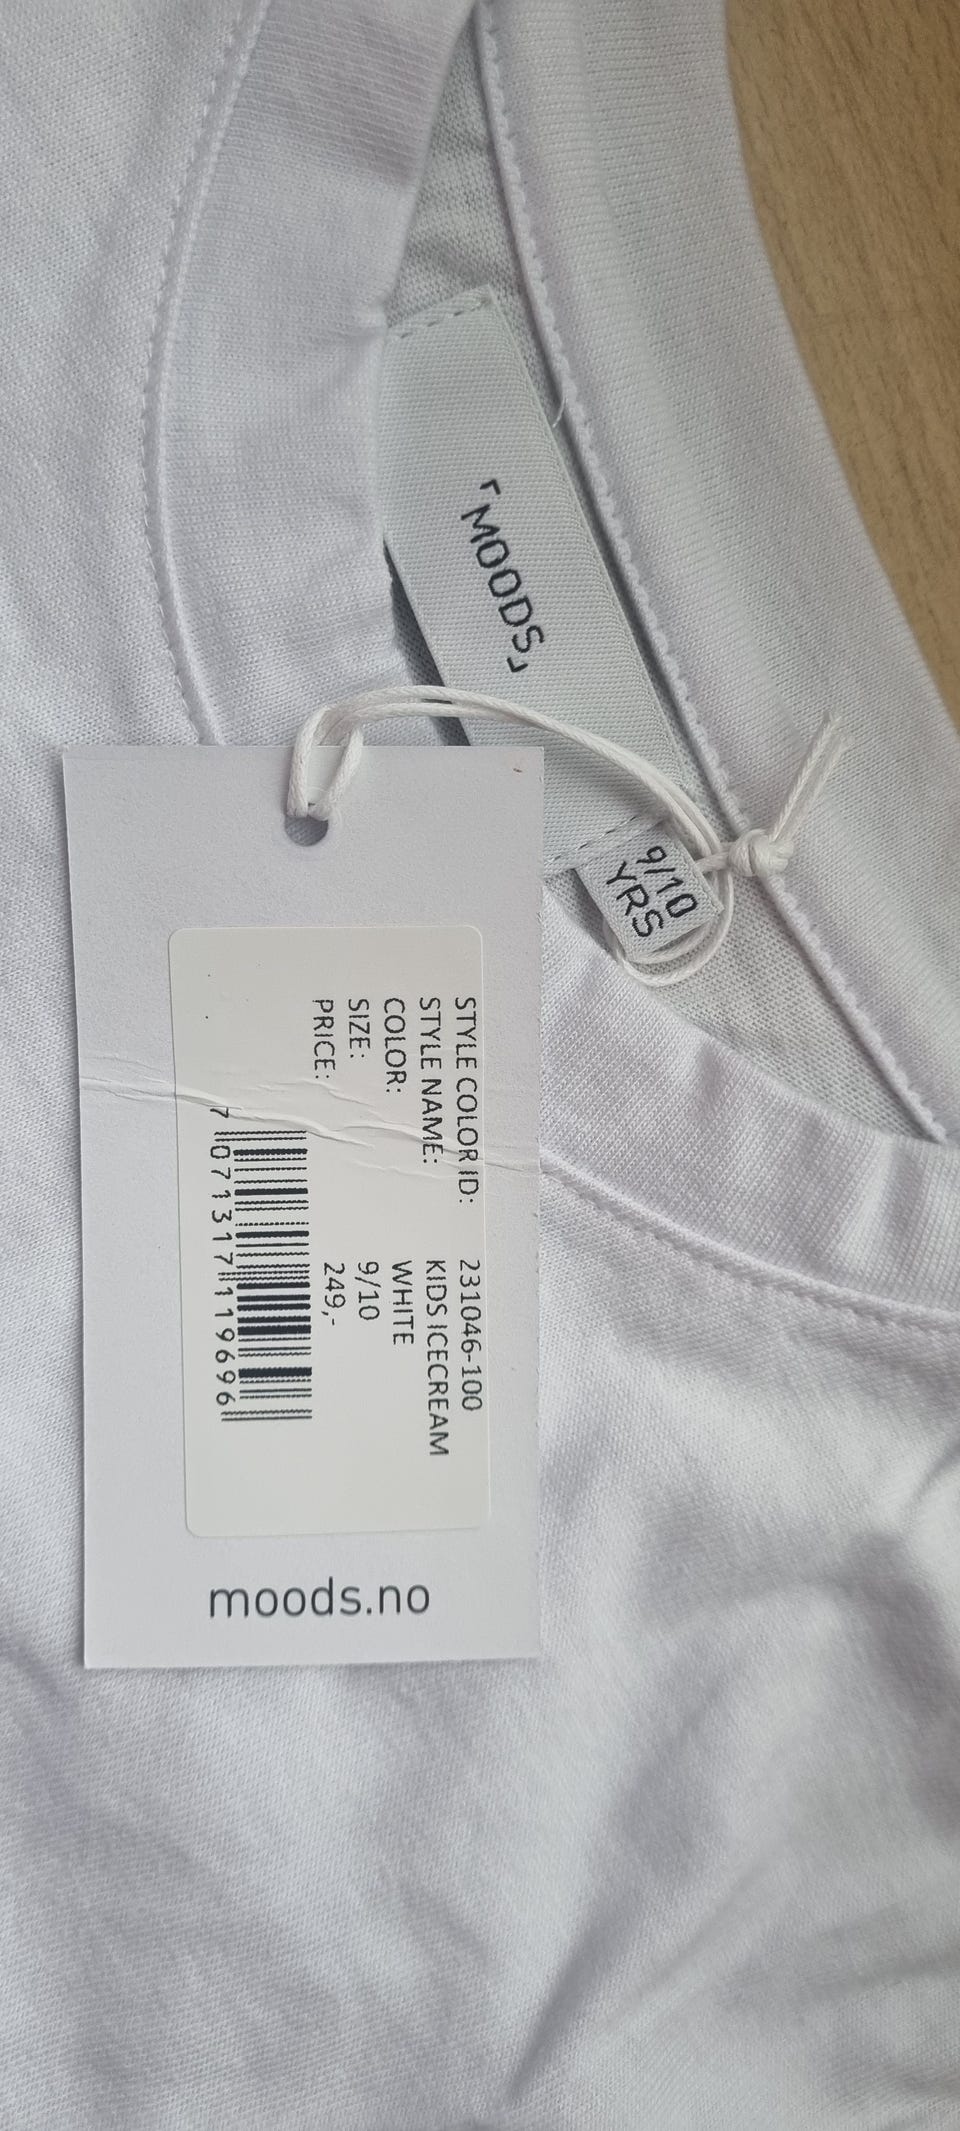 「MOODS」
9/10
YRS
STYLE COLOR ID: 231046-100
STYLE NAME: KIDS ICECREAM
COLOR: WHITE
SIZE: 9/10
PRICE: 249,-
7 071317 119696
moods.no